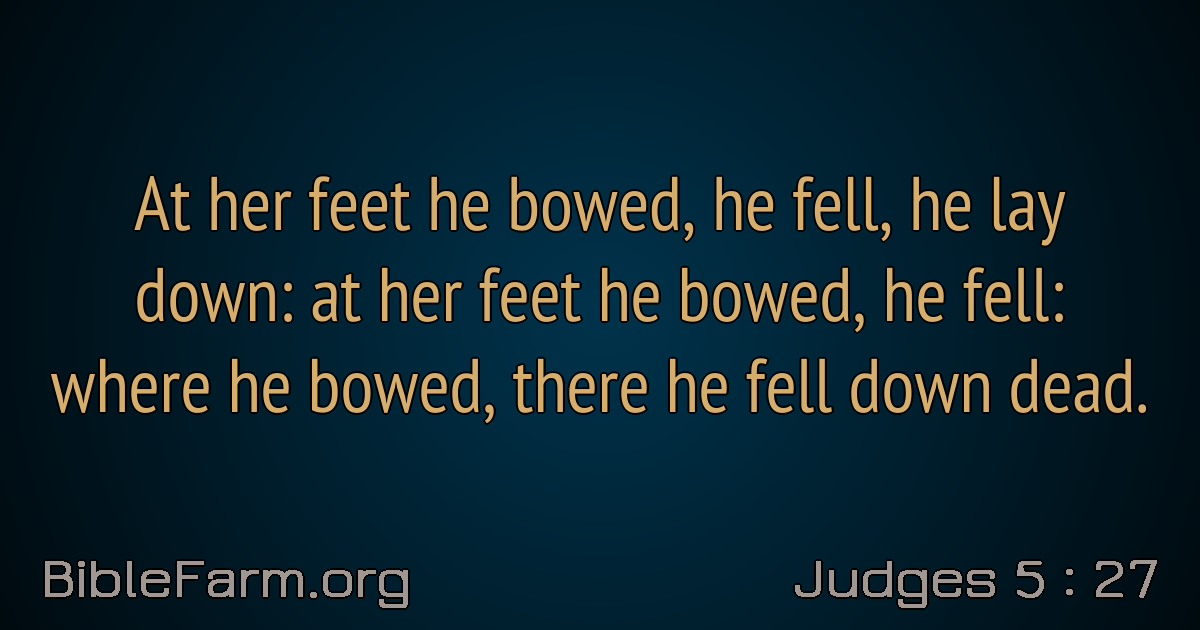 At her feet he bowed, he fell, he lay
down: at her feet he bowed, he fell:
where he bowed, there he fell down dead.
BibleFarm.org
Judges 5 : 27